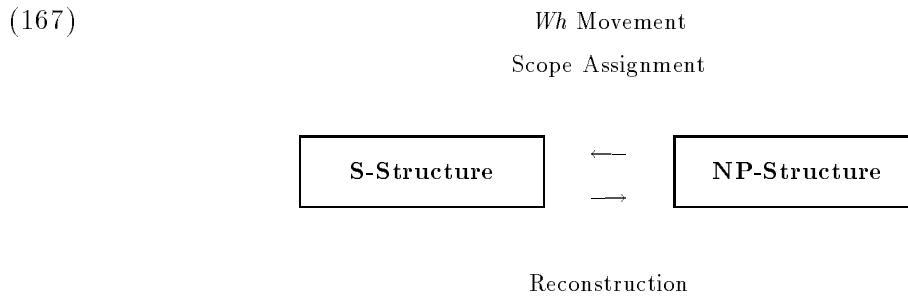 (167) Wh Movement
Scope Assignment
S-Structure ← NP-Structure
→
Reconstruction